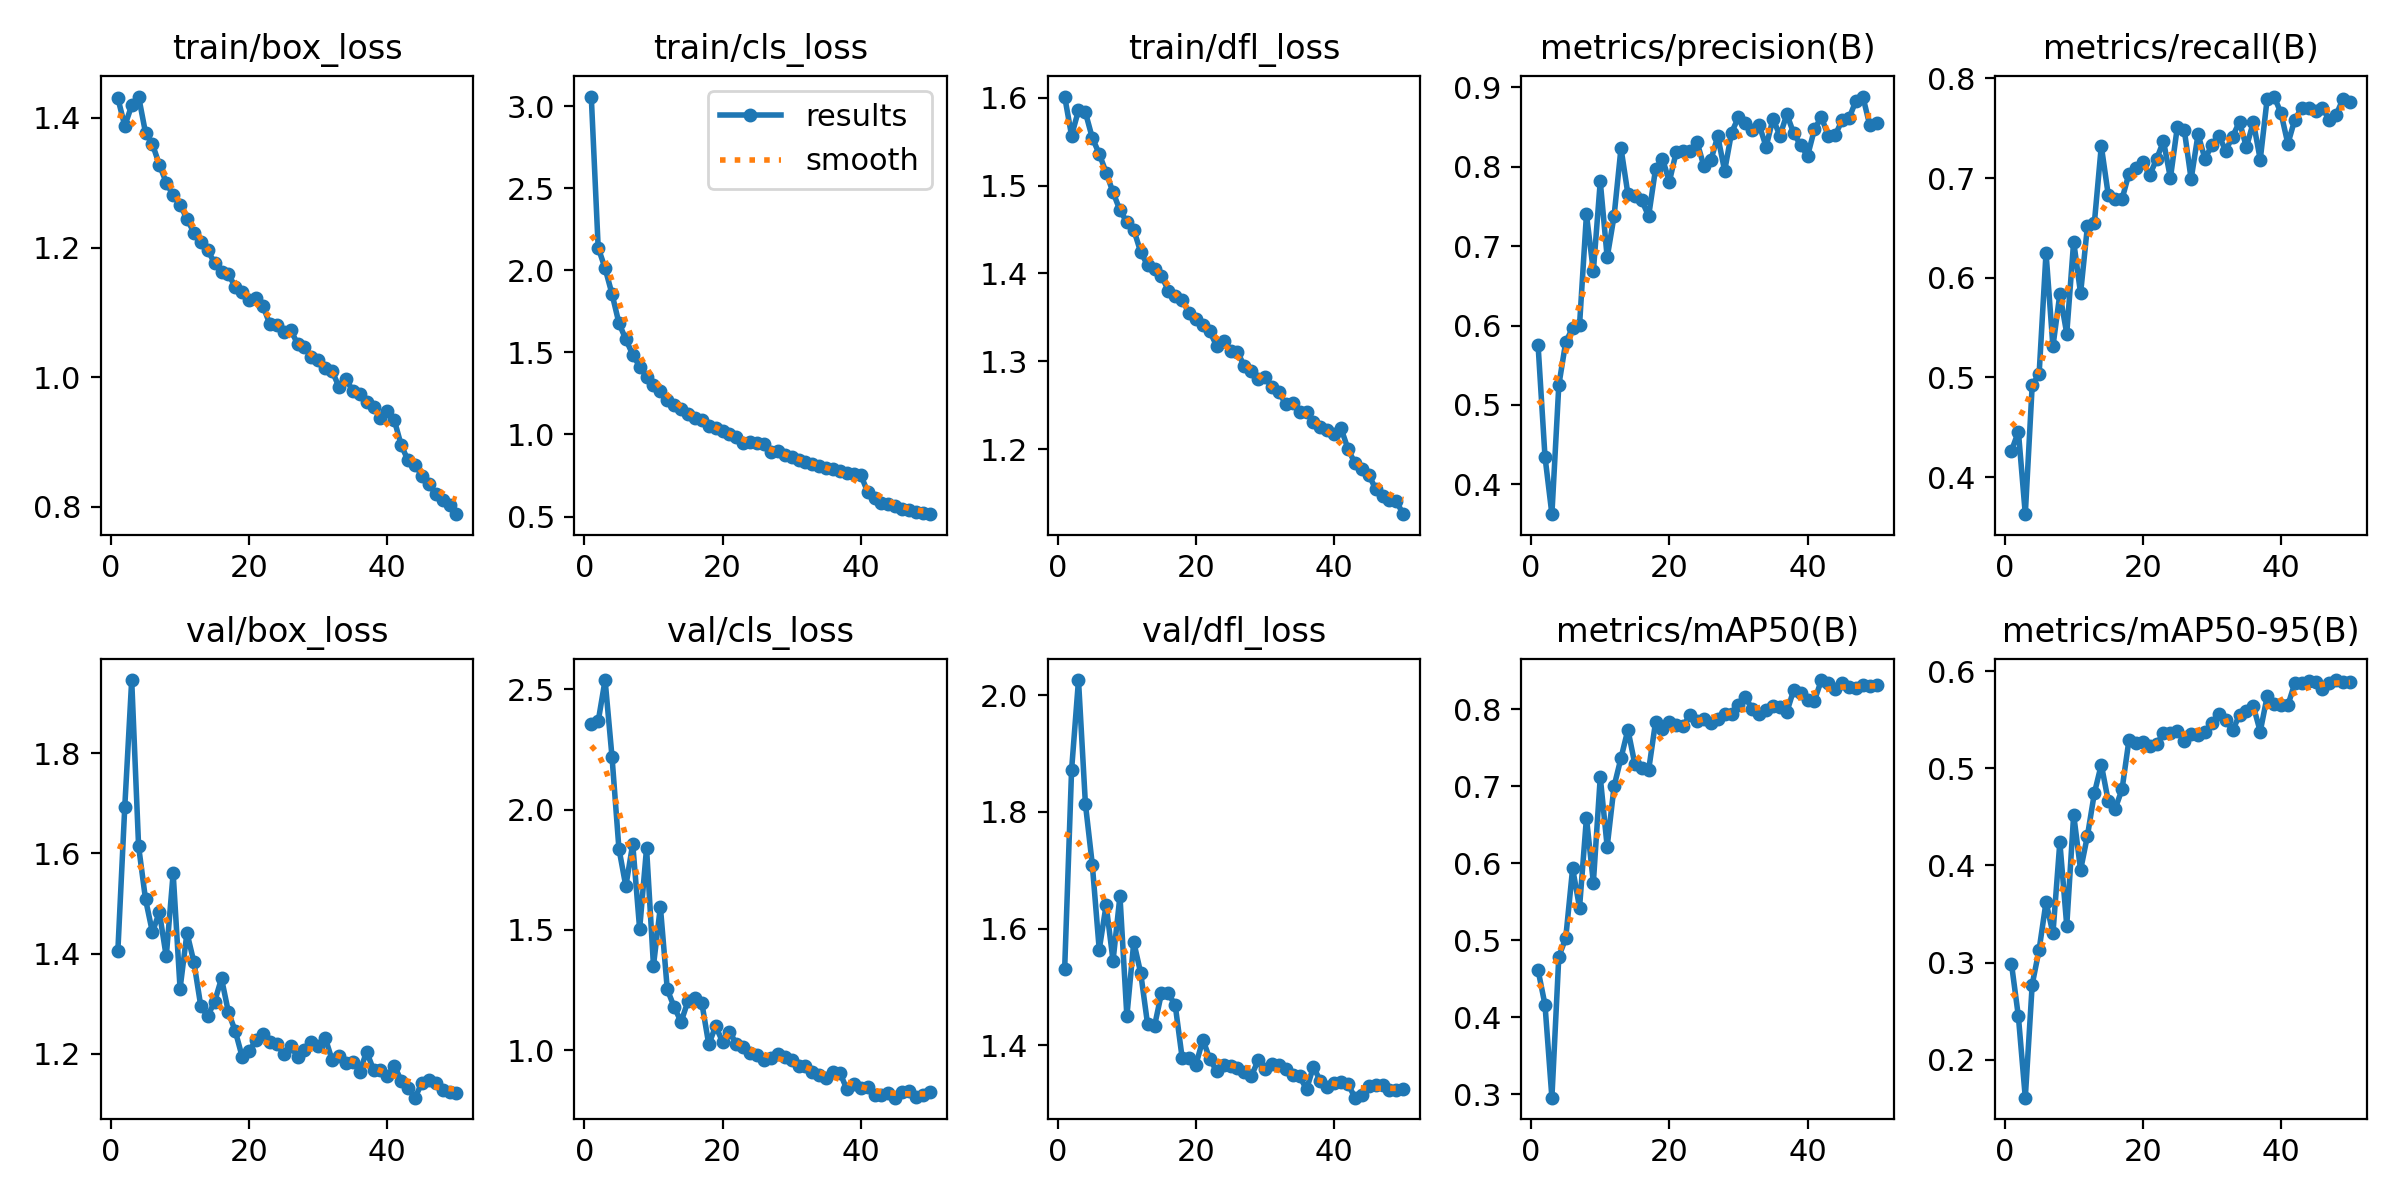 train/box_loss
1.4
1.2
1.0
0.8
0 20 40
train/cls_loss
results
smooth
3.0
2.5
2.0
1.5
1.0
0.5
0 20 40
train/dfl_loss
1.6
1.5
1.4
1.3
1.2
0 20 40
metrics/precision(B)
0.9
0.8
0.7
0.6
0.5
0.4
0 20 40
metrics/recall(B)
0.8
0.7
0.6
0.5
0.4
0 20 40
val/box_loss
1.8
1.6
1.4
1.2
0 20 40
val/cls_loss
2.5
2.0
1.5
1.0
0 20 40
val/dfl_loss
2.0
1.8
1.6
1.4
0 20 40
metrics/mAP50(B)
0.8
0.7
0.6
0.5
0.4
0.3
0 20 40
metrics/mAP50-95(B)
0.6
0.5
0.4
0.3
0.2
0 20 40